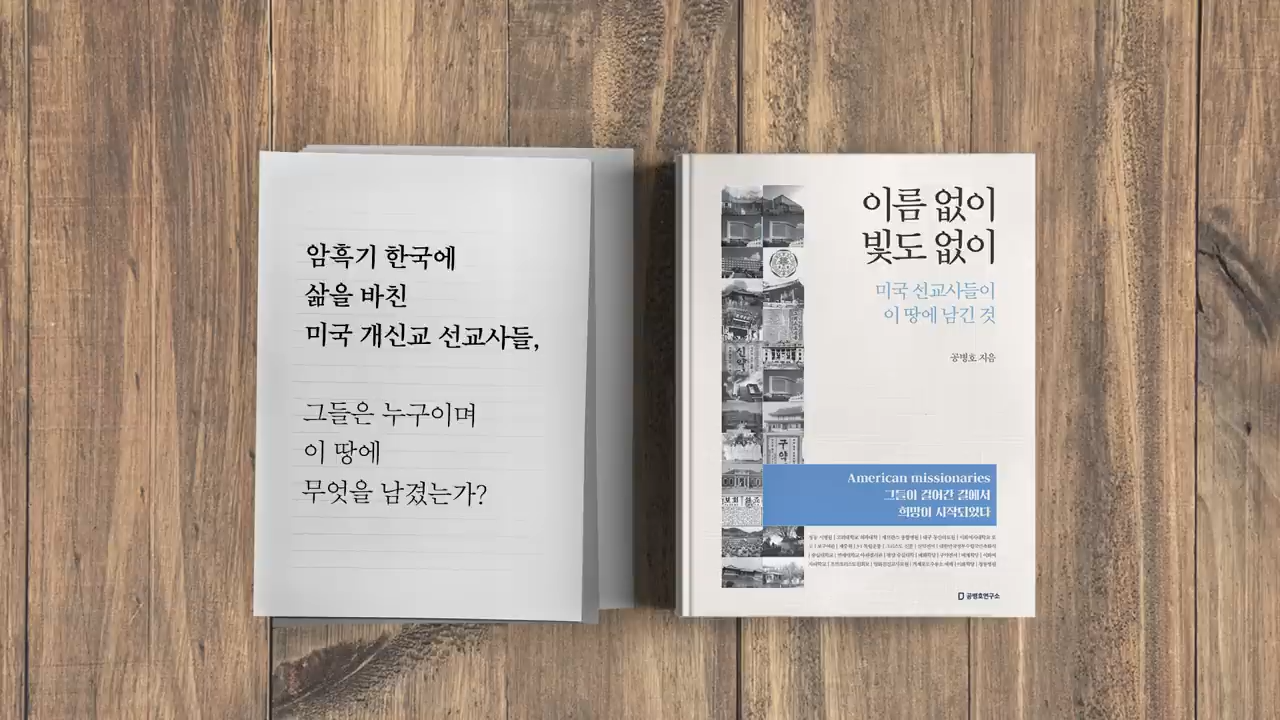 암흑기 한국에
삶을 바친
미국 개신교 선교사들,
그들은 누구이며
이 땅에
무엇을 남겼는가?
이름 없이
빛도 없이
미국 선교사들이
이 땅에 남긴 것
공병호 지음
신약
구약
American missionaries
그들이 걸어간 길에서
희망이 시작되었다
공병호연구소